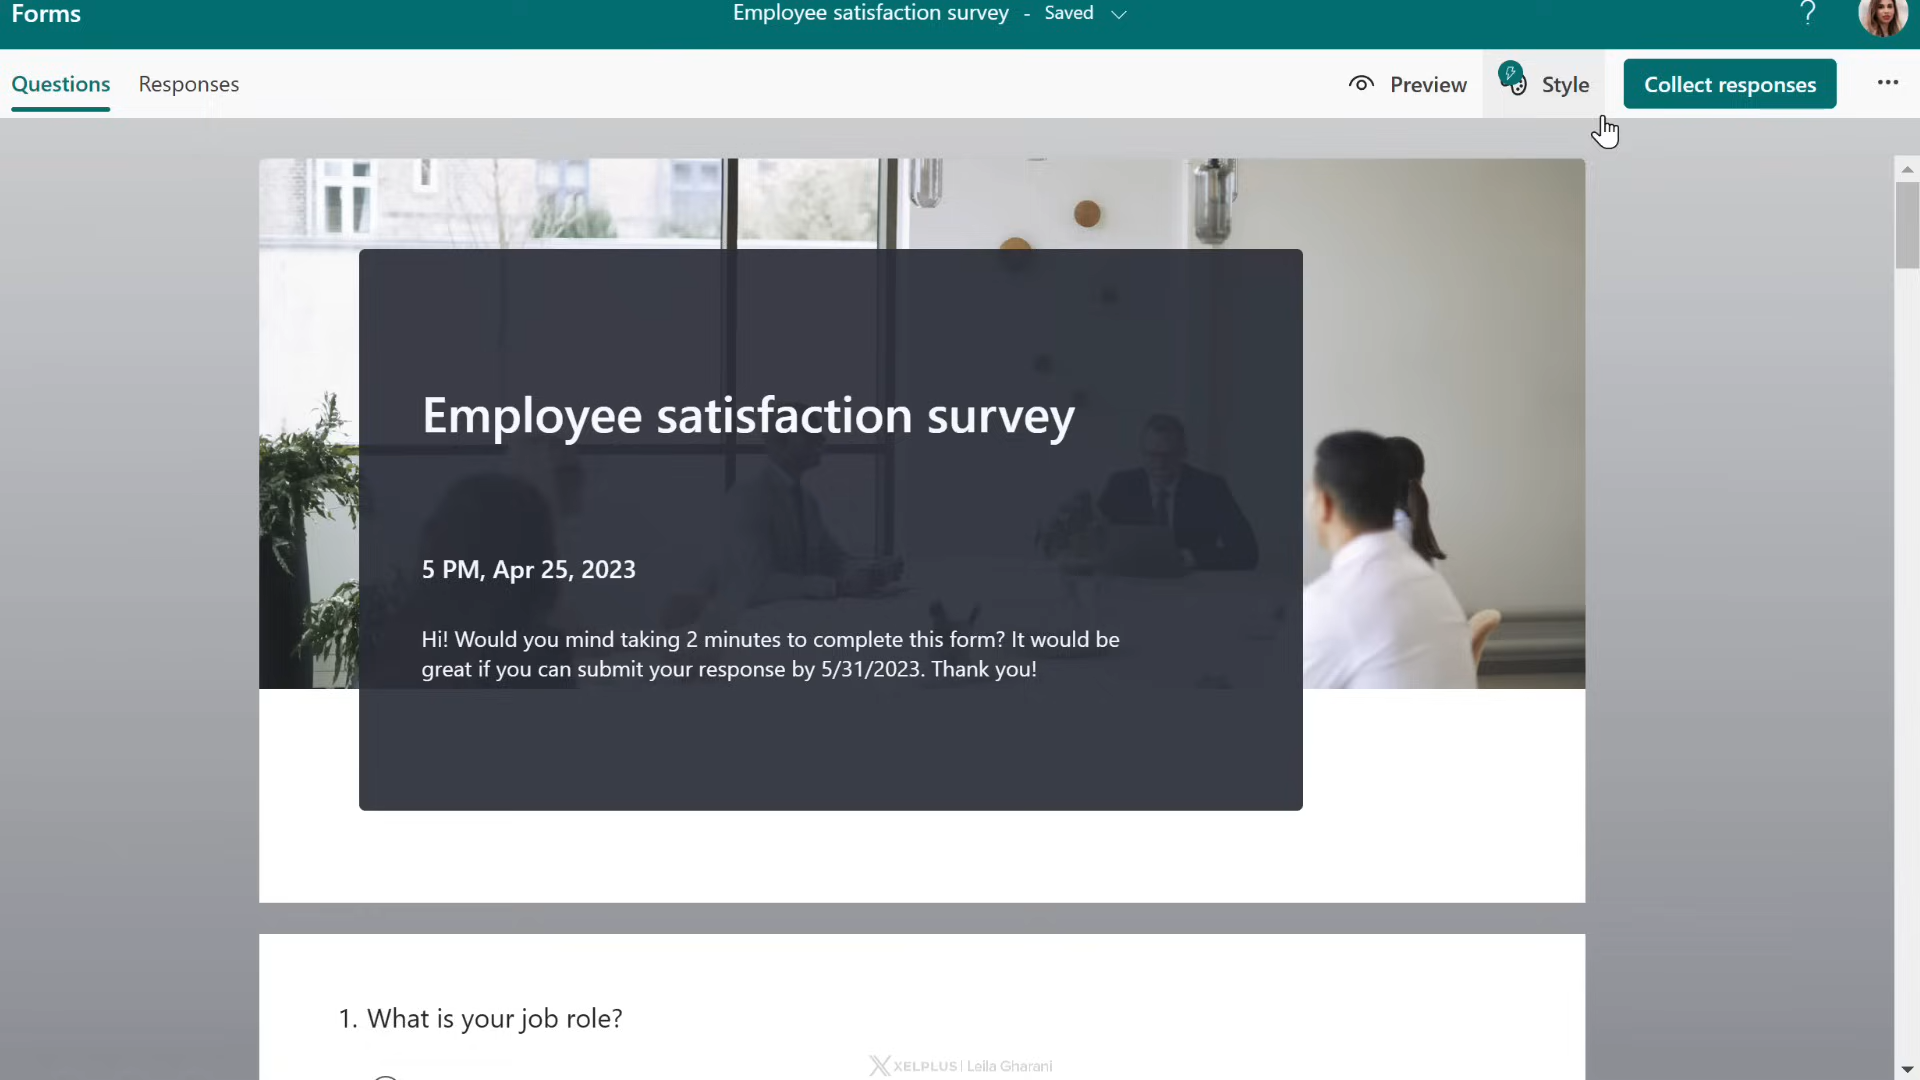 Forms
Employee satisfaction survey - Saved
?
Questions
Responses
Preview
Style
Collect responses
...
Employee satisfaction survey
5 PM, Apr 25, 2023
Hi! Would you mind taking 2 minutes to complete this form? It would be
great if you can submit your response by 5/31/2023. Thank you!
1. What is your job role?
XELPLUS | Leila Gharani